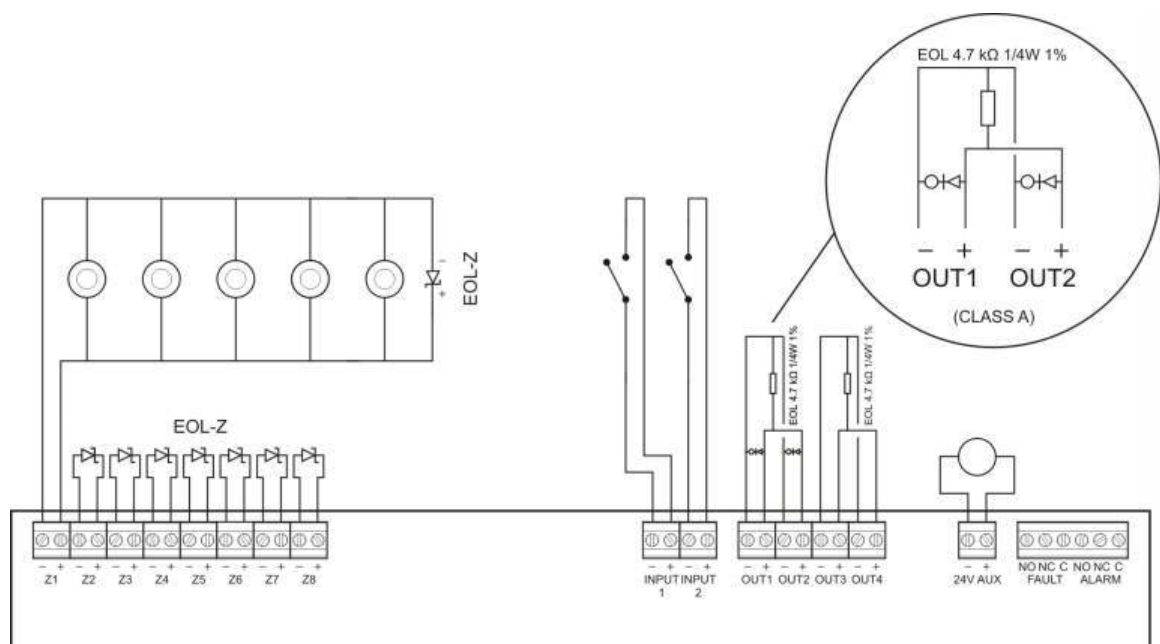 EOL 4.7 kΩ 1/4W 1%
− + − +
OUT1 OUT2
(CLASS A)
−
+
EOL-Z
EOL-Z
EOL 4.7 kΩ 1/4W 1%
EOL 4.7 kΩ 1/4W 1%
− + − + − + − + − + − + − + − +
Z1 Z2 Z3 Z4 Z5 Z6 Z7 Z8
− + − +
INPUT 1
INPUT 2
− + − + − + − +
OUT1 OUT2 OUT3 OUT4
− +
24V AUX
NO NC C NO NC C
FAULT ALARM